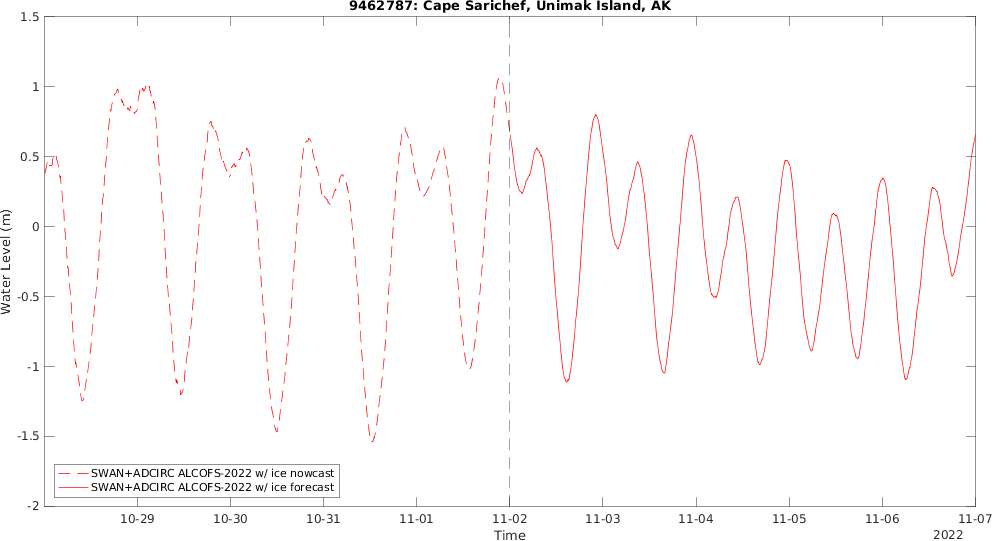 9462787: Cape Sarichef, Unimak Island, AK
1.5
1
0.5
0
-0.5
-1
-1.5
-2
Water Level (m)
SWAN+ADCIRC ALCOFS-2022 w/ ice nowcast
SWAN+ADCIRC ALCOFS-2022 w/ ice forecast
10-29 10-30 10-31 11-01 11-02 11-03 11-04 11-05 11-06 11-07
Time
2022